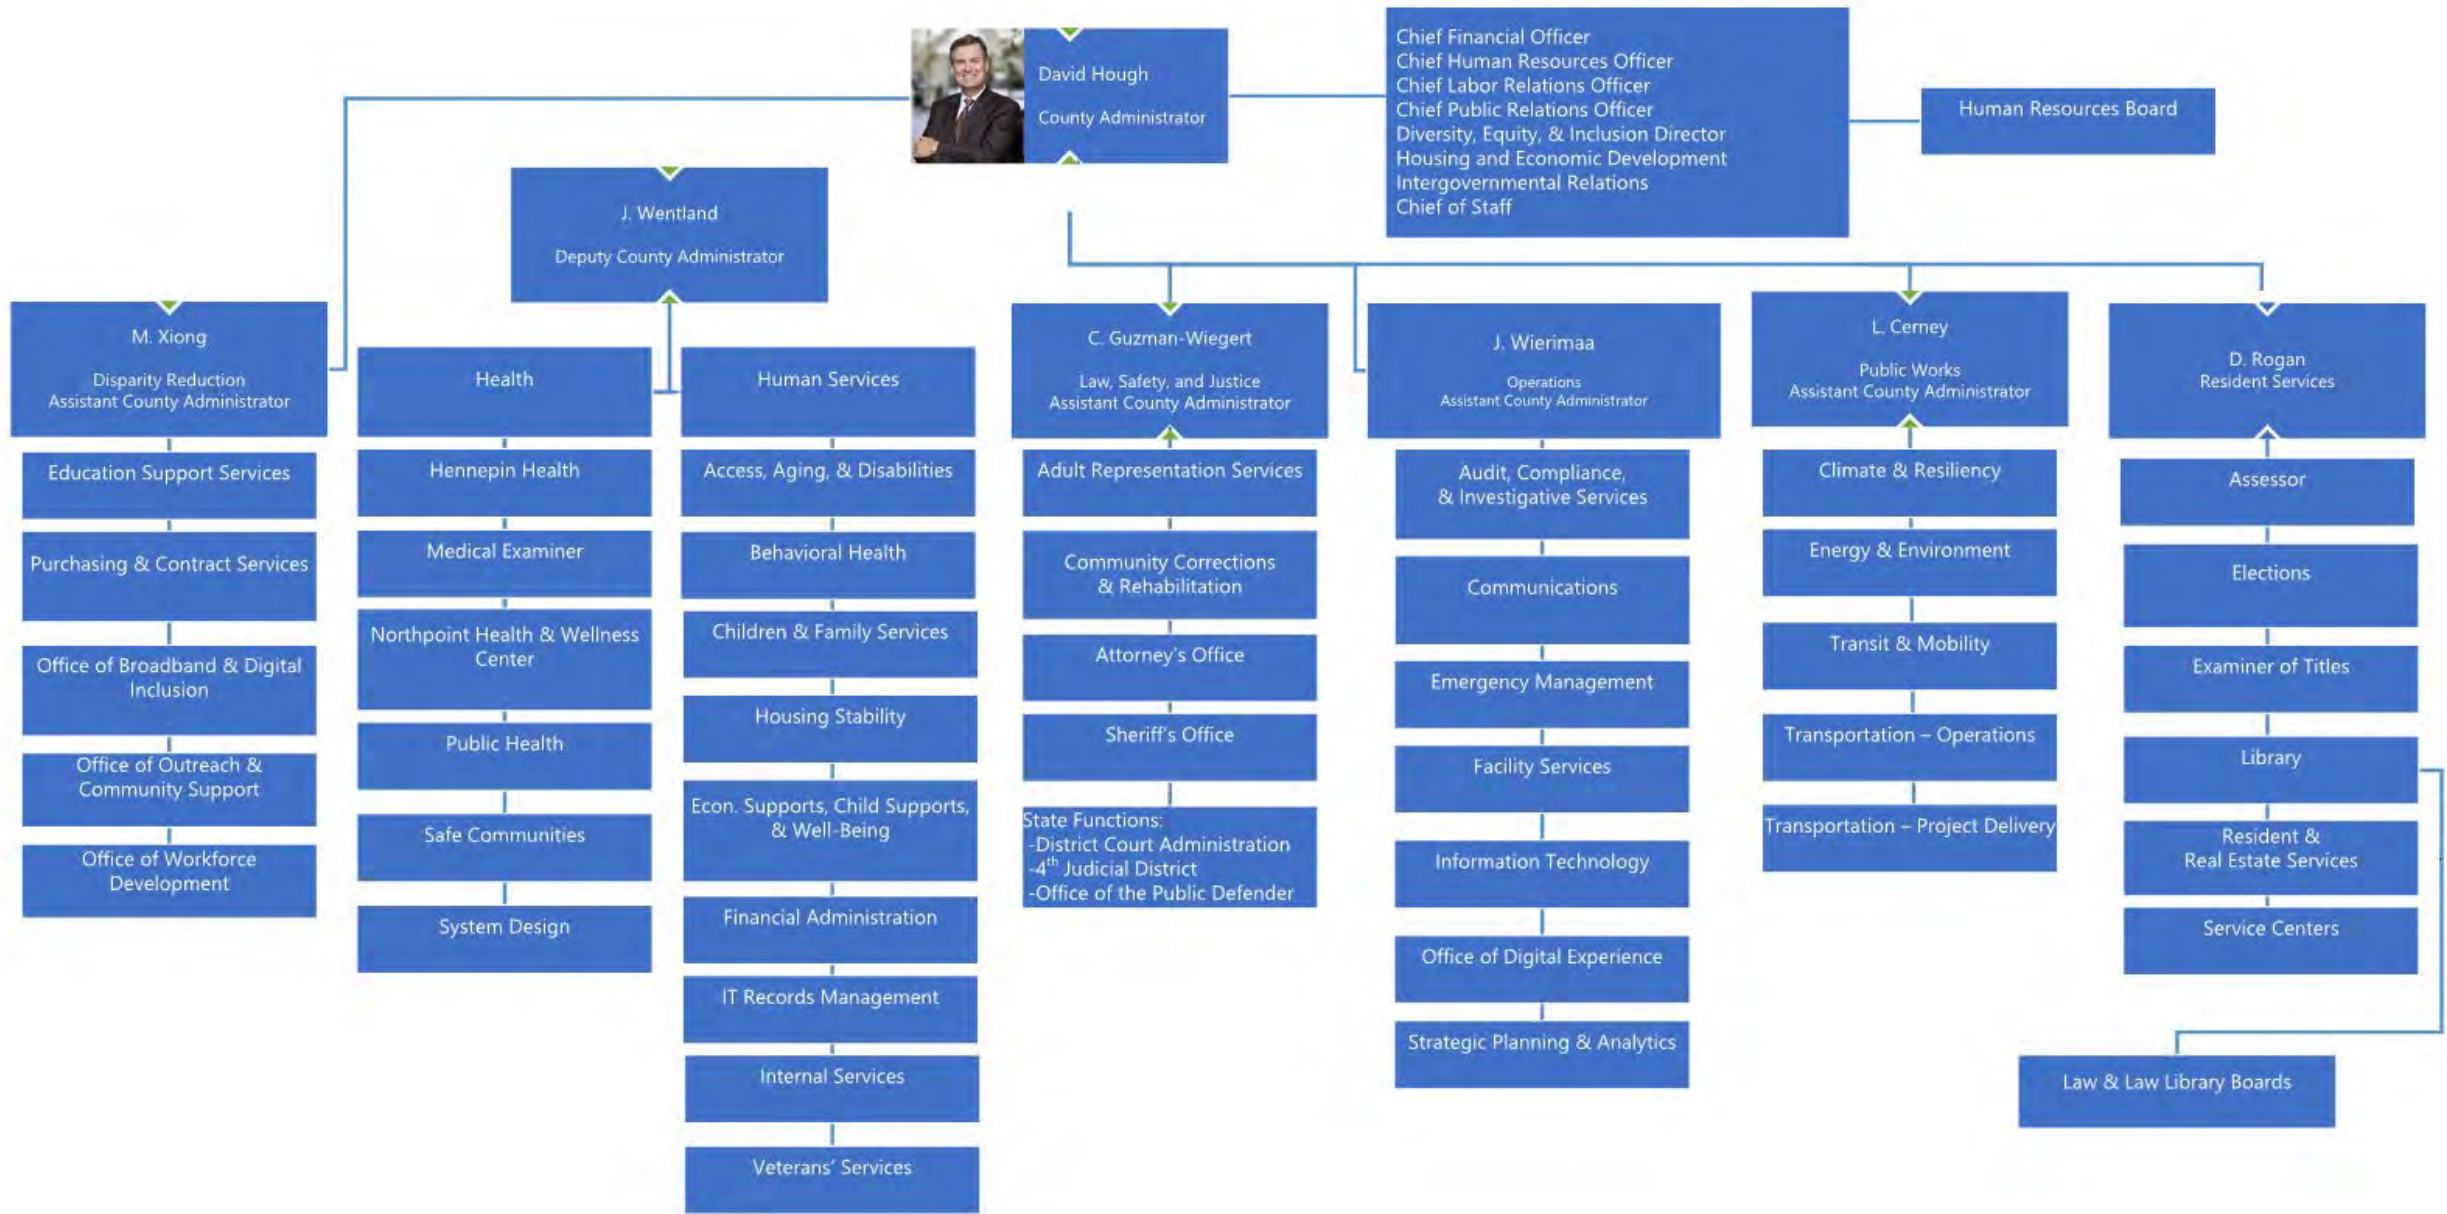 David Hough
County Administrator
Chief Financial Officer
Chief Human Resources Officer
Chief Labor Relations Officer
Chief Public Relations Officer
Diversity, Equity, & Inclusion Director
Housing and Economic Development
Intergovernmental Relations
Chief of Staff
Human Resources Board
J. Wentland
Deputy County Administrator
M. Xiong
Disparity Reduction
Assistant County Administrator
Education Support Services
Purchasing & Contract Services
Office of Broadband & Digital
Inclusion
Office of Outreach &
Community Support
Office of Workforce
Development
Health
Hennepin Health
Medical Examiner
Northpoint Health & Wellness
Center
Public Health
Safe Communities
System Design
Human Services
Access, Aging, & Disabilities
Behavioral Health
Children & Family Services
Housing Stability
Econ. Supports, Child Supports,
& Well-Being
Financial Administration
IT Records Management
Internal Services
Veterans' Services
C. Guzman-Wiegert
Law, Safety, and Justice
Assistant County Administrator
Adult Representation Services
Community Corrections
& Rehabilitation
Attorney's Office
Sheriff's Office
State Functions:
-District Court Administration
-4th Judicial District
-Office of the Public Defender
J. Wierimaa
Operations
Assistant County Administrator
Audit, Compliance,
& Investigative Services
Communications
Emergency Management
Facility Services
Information Technology
Office of Digital Experience
Strategic Planning & Analytics
L. Cerney
Public Works
Assistant County Administrator
Climate & Resiliency
Energy & Environment
Transit & Mobility
Transportation – Operations
Transportation – Project Delivery
D. Rogan
Resident Services
Assessor
Elections
Examiner of Titles
Library
Resident &
Real Estate Services
Service Centers
Law & Law Library Boards